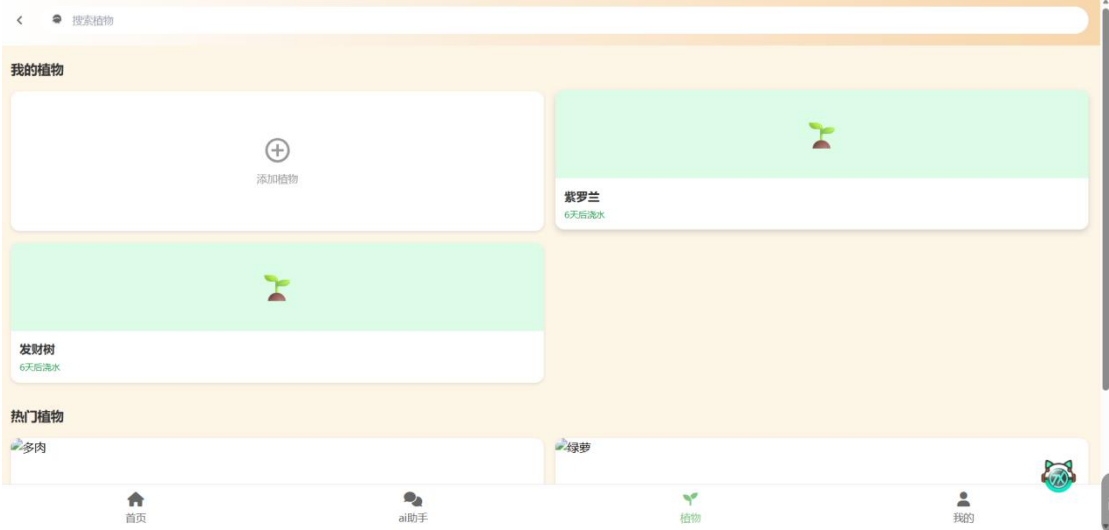 搜索植物
我的植物
添加植物
紫罗兰
6天后浇水
发财树
6天后浇水
热门植物
多肉
绿萝
首页
ai助手
植物
我的